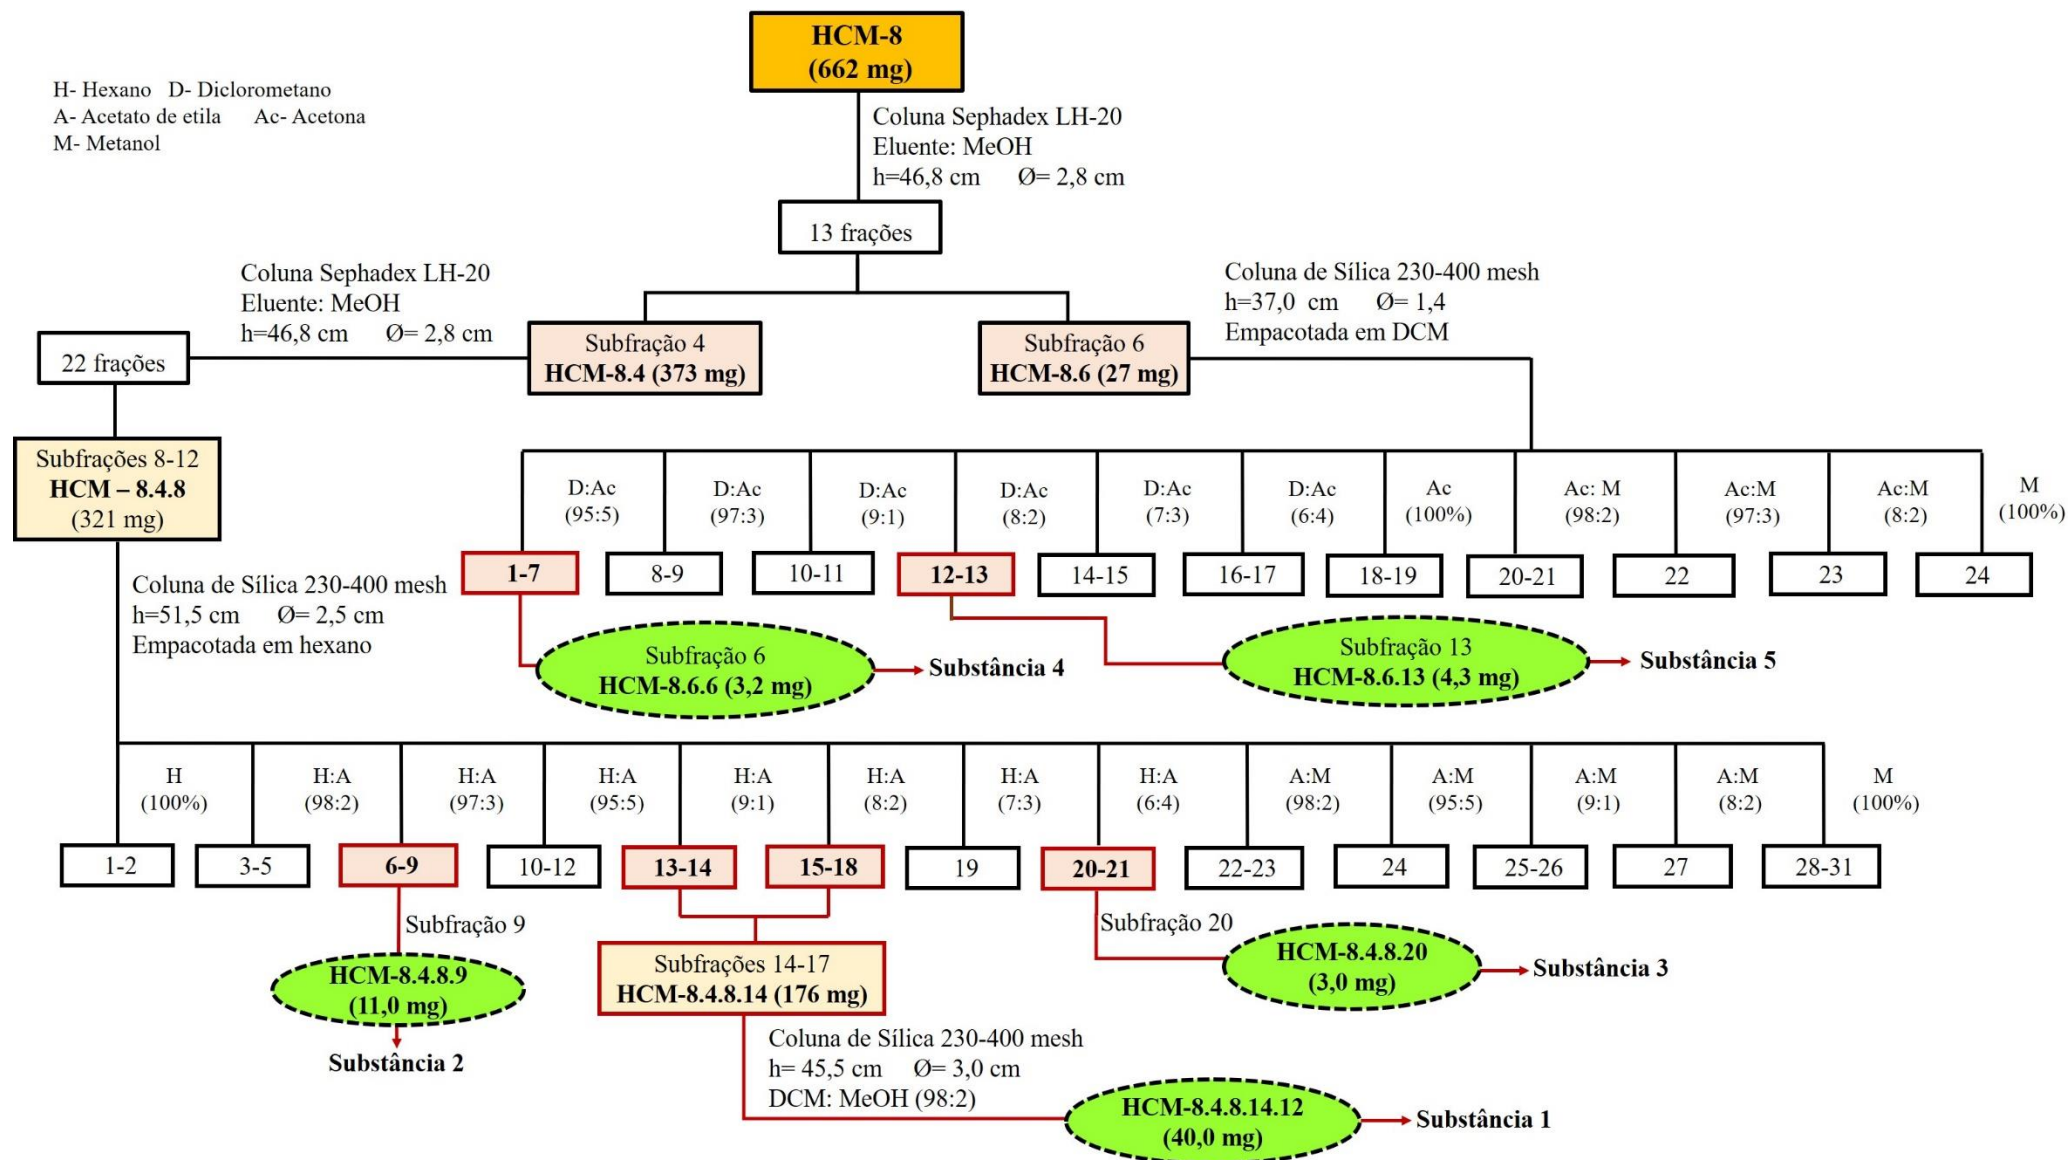 HCM-8
(662 mg)
H- Hexano D- Diclorometano
A- Acetato de etila Ac- Acetona
M- Metanol
Coluna Sephadex LH-20
Eluente: MeOH
h=46,8 cm Ø= 2,8 cm
13 frações
Coluna Sephadex LH-20
Eluente: MeOH
h=46,8 cm Ø= 2,8 cm
Coluna de Sílica 230-400 mesh
h=37,0 cm Ø= 1,4
Empacotada em DCM
22 frações
Subfração 4
HCM-8.4 (373 mg)
Subfração 6
HCM-8.6 (27 mg)
Subfrações 8-12
HCM – 8.4.8
(321 mg)
D:Ac
(95:5)
D:Ac
(97:3)
D:Ac
(9:1)
D:Ac
(8:2)
D:Ac
(7:3)
D:Ac
(6:4)
Ac
(100%)
Ac: M
(98:2)
Ac:M
(97:3)
Ac:M
(8:2)
M
(100%)
1-7
8-9
10-11
12-13
14-15
16-17
18-19
20-21
22
23
24
Coluna de Sílica 230-400 mesh
h=51,5 cm Ø= 2,5 cm
Empacotada em hexano
Subfração 6
HCM-8.6.6 (3,2 mg)
Substância 4
Subfração 13
HCM-8.6.13 (4,3 mg)
Substância 5
H
(100%)
H:A
(98:2)
H:A
(97:3)
H:A
(95:5)
H:A
(9:1)
H:A
(8:2)
H:A
(7:3)
H:A
(6:4)
A:M
(98:2)
A:M
(95:5)
A:M
(9:1)
A:M
(8:2)
M
(100%)
1-2
3-5
6-9
10-12
13-14
15-18
19
20-21
22-23
24
25-26
27
28-31
Subfração 9
HCM-8.4.8.9
(11,0 mg)
Substância 2
Subfrações 14-17
HCM-8.4.8.14 (176 mg)
Subfração 20
HCM-8.4.8.20
(3,0 mg)
Substância 3
Coluna de Sílica 230-400 mesh
h= 45,5 cm Ø= 3,0 cm
DCM: MeOH (98:2)
HCM-8.4.8.14.12
(40,0 mg)
Substância 1